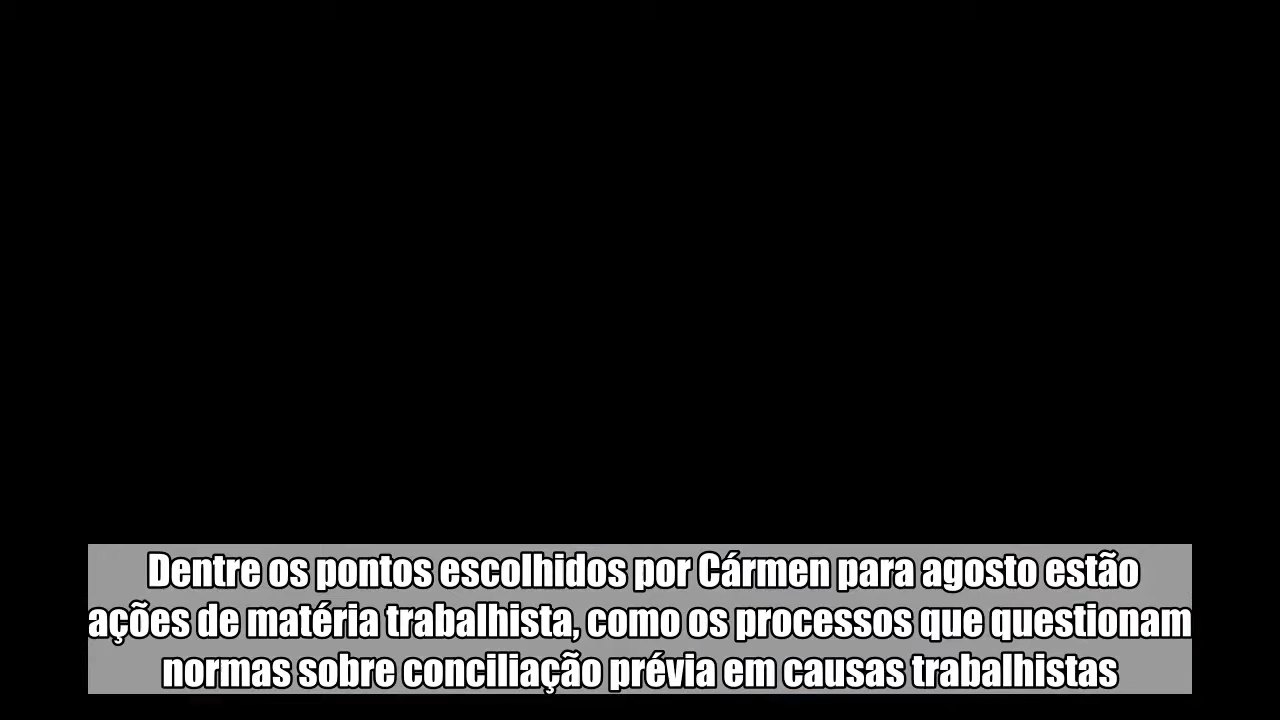 Dentre os pontos escolhidos por Cármen para agosto estão
ações de matéria trabalhista, como os processos que questionam
normas sobre conciliação prévia em causas trabalhistas